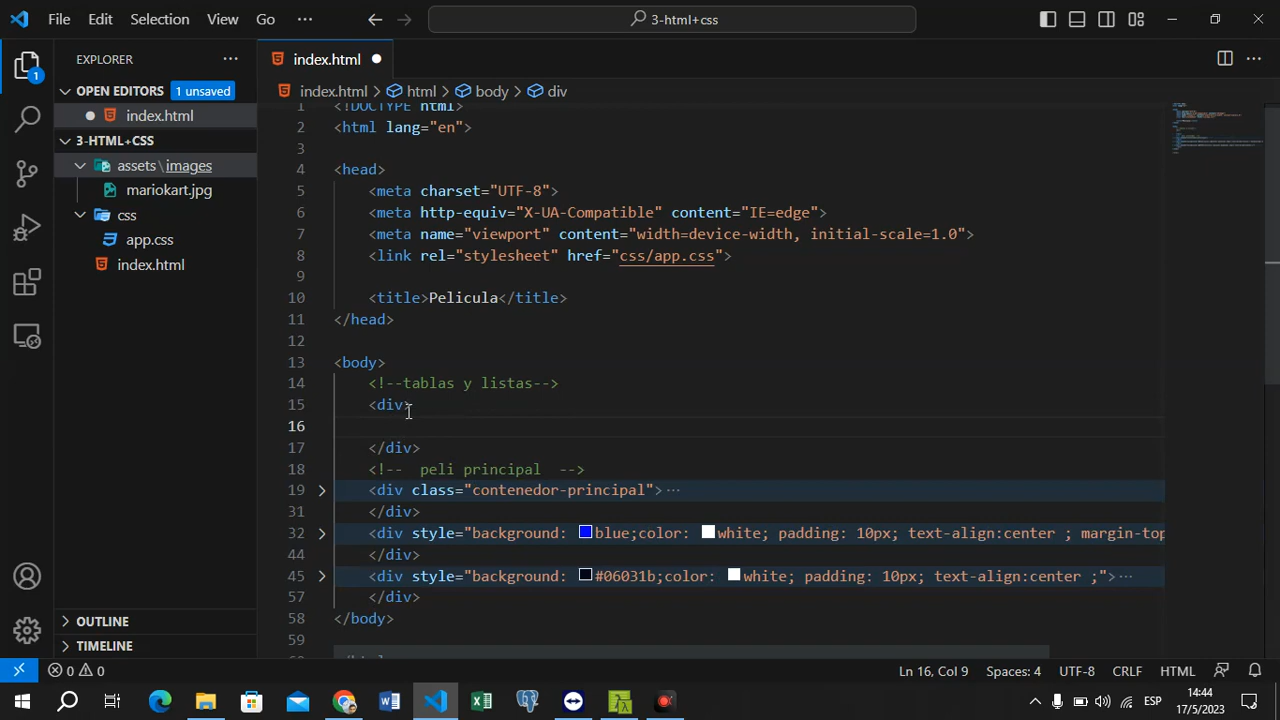 File Edit Selection View Go ··· 3-html+css
EXPLORER ···
OPEN EDITORS 1 unsaved
index.html
3-HTML+CSS
assets\images
mariokart.jpg
css
app.css
index.html
OUTLINE
TIMELINE
1
index.html
index.html > html > body > div
1 <!DOCTYPE html>
2 <html lang="en">
3
4 <head>
5 <meta charset="UTF-8">
6 <meta http-equiv="X-UA-Compatible" content="IE=edge">
7 <meta name="viewport" content="width=device-width, initial-scale=1.0">
8 <link rel="stylesheet" href="css/app.css">
9
10 <title>Pelicula</title>
11 </head>
12
13 <body>
14 <!--tablas y listas-->
15 <div>
16
17 </div>
18 <!-- peli principal -->
19 <div class="contenedor-principal">···
31 </div>
32 <div style="background: blue;color: white; padding: 10px; text-align:center ; margin-top
44 </div>
45 <div style="background: #06031b;color: white; padding: 10px; text-align:center ;">···
57 </div>
58 </body>
59
0 0 Ln 16, Col 9 Spaces: 4 UTF-8 CRLF HTML
ESP 14:44
17/5/2023